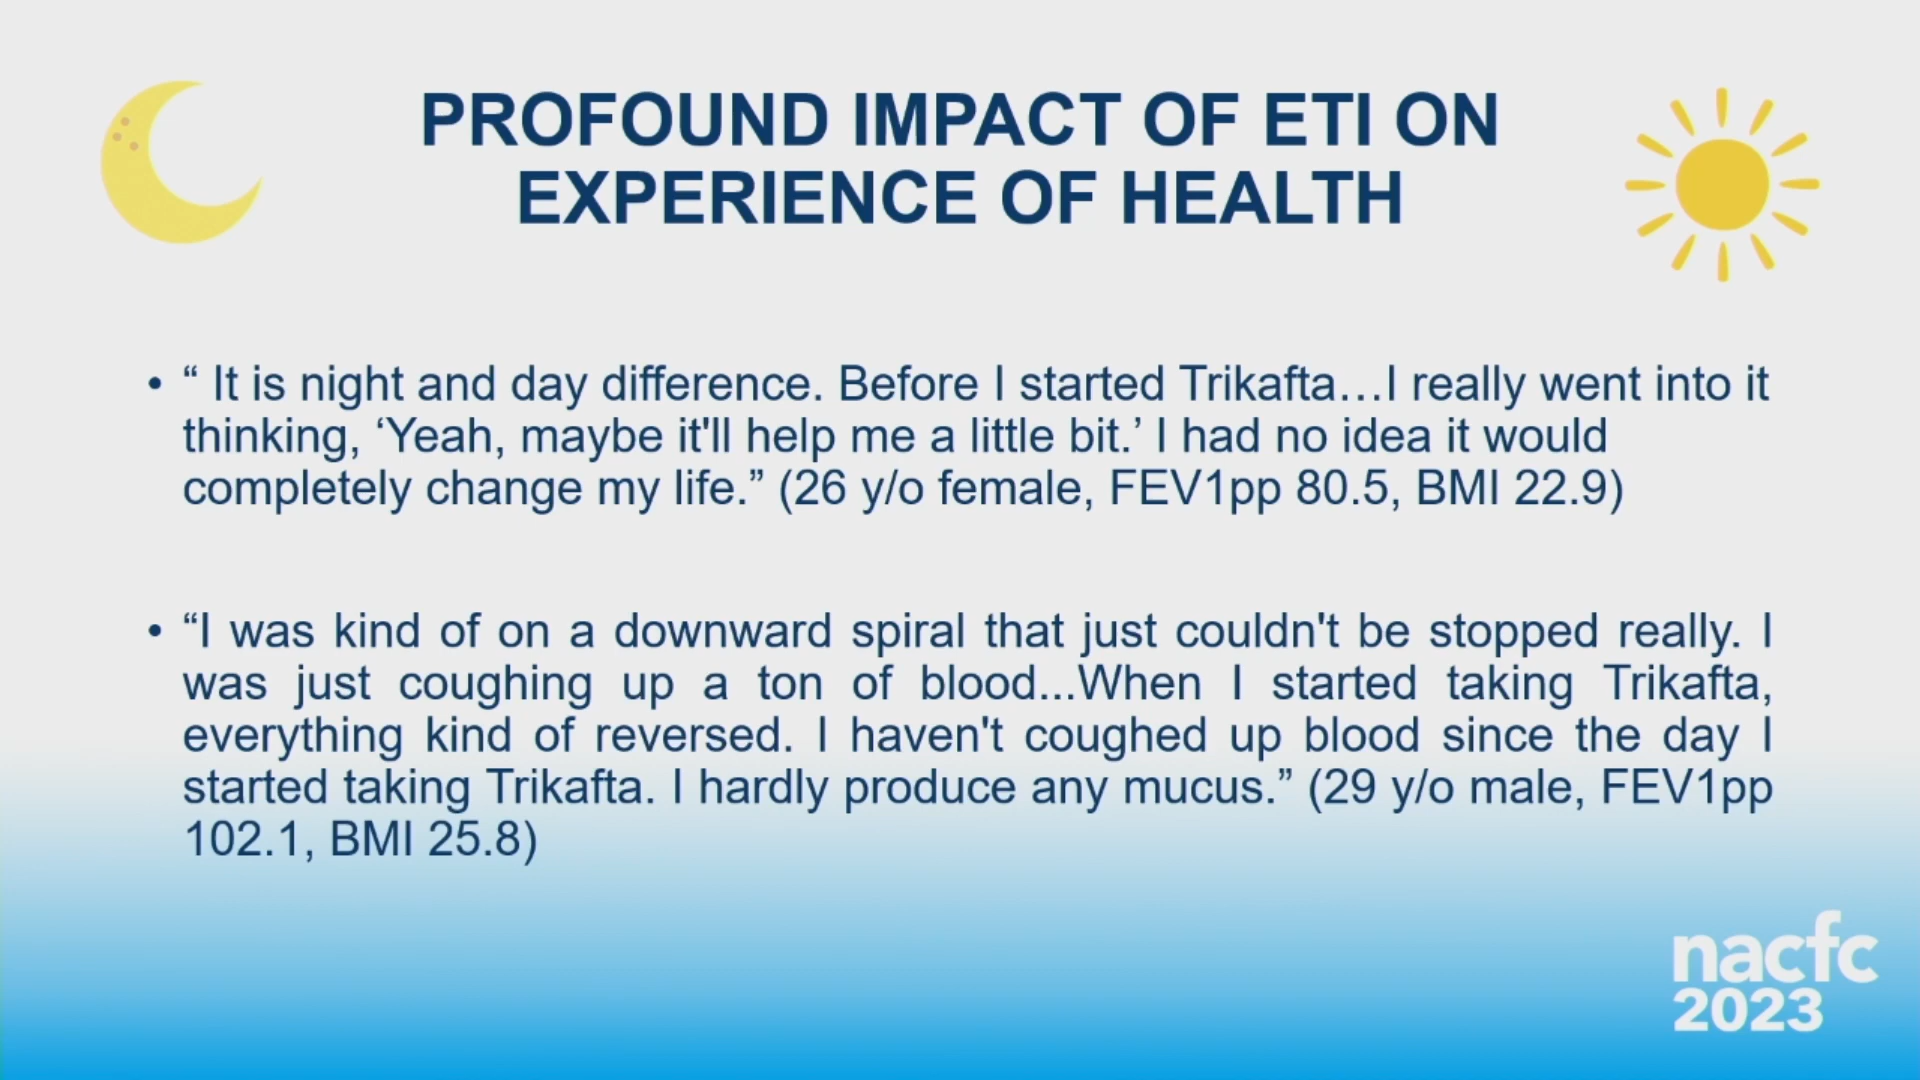 PROFOUND IMPACT OF ETI ON
EXPERIENCE OF HEALTH
• “ It is night and day difference. Before I started Trikafta…I really went into it
thinking, ‘Yeah, maybe it'll help me a little bit.’ I had no idea it would
completely change my life.” (26 y/o female, FEV1pp 80.5, BMI 22.9)
• “I was kind of on a downward spiral that just couldn't be stopped really. I
was just coughing up a ton of blood...When I started taking Trikafta,
everything kind of reversed. I haven't coughed up blood since the day I
started taking Trikafta. I hardly produce any mucus.” (29 y/o male, FEV1pp
102.1, BMI 25.8)
nacfc
2023